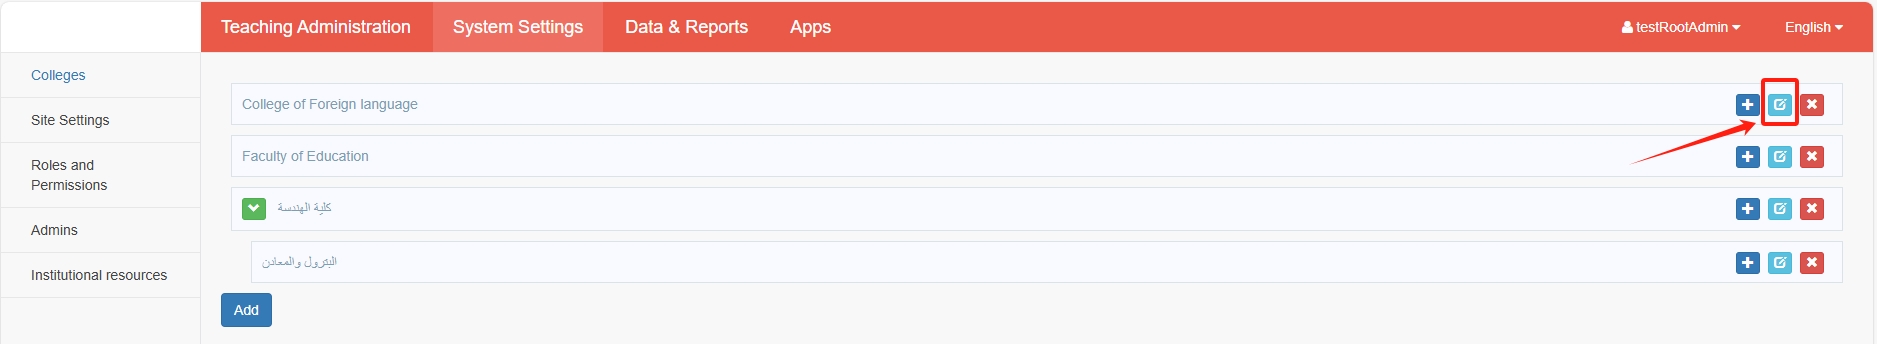 Teaching Administration System Settings Data & Reports Apps testRootAdmin English
Colleges
Site Settings
Roles and
Permissions
Admins
Institutional resources
College of Foreign language
Faculty of Education
كلية الهندسة
البترول والمعادن
Add